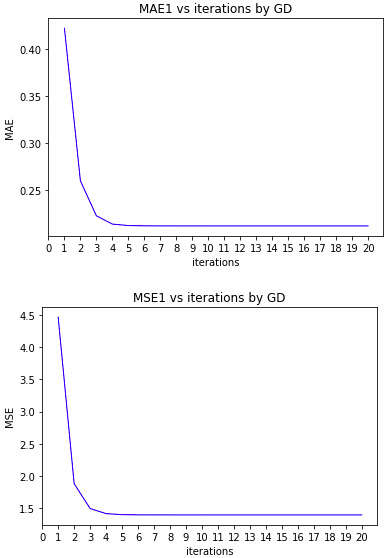 MAE1 vs iterations by GD
0.40
0.35
0.30
0.25
MAE
0 1 2 3 4 5 6 7 8 9 10 11 12 13 14 15 16 17 18 19 20
iterations
MSE1 vs iterations by GD
4.5
4.0
3.5
3.0
2.5
2.0
1.5
MSE
0 1 2 3 4 5 6 7 8 9 10 11 12 13 14 15 16 17 18 19 20
iterations